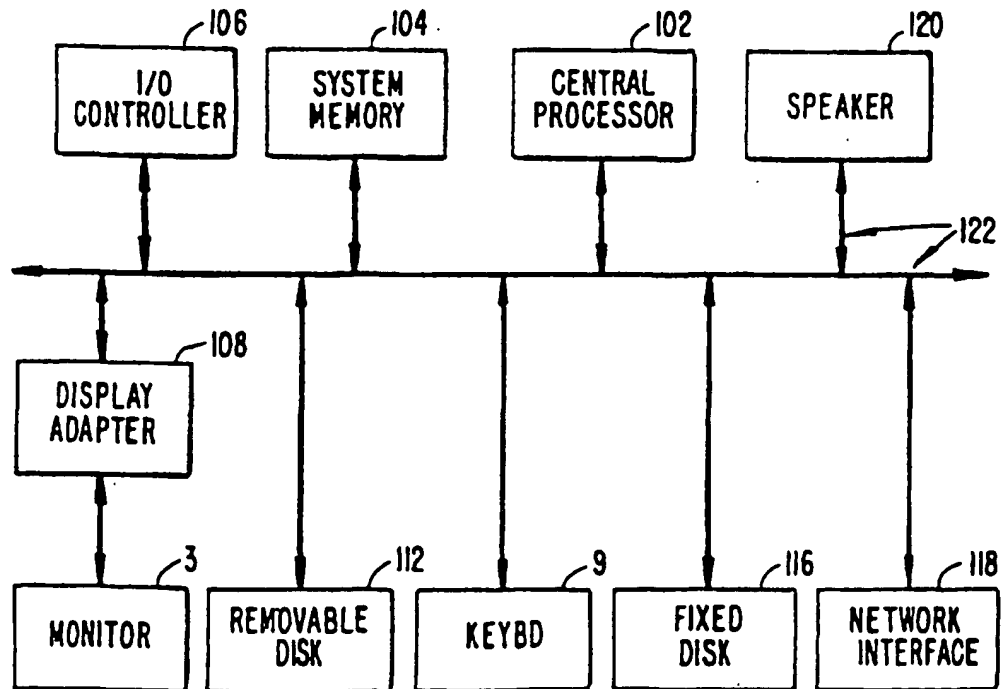 106
104
102
120
I/O
CONTROLLER
SYSTEM
MEMORY
CENTRAL
PROCESSOR
SPEAKER
122
108
DISPLAY
ADAPTER
3
112
9
116
118
MONITOR
REMOVABLE
DISK
KEYBD
FIXED
DISK
NETWORK
INTERFACE